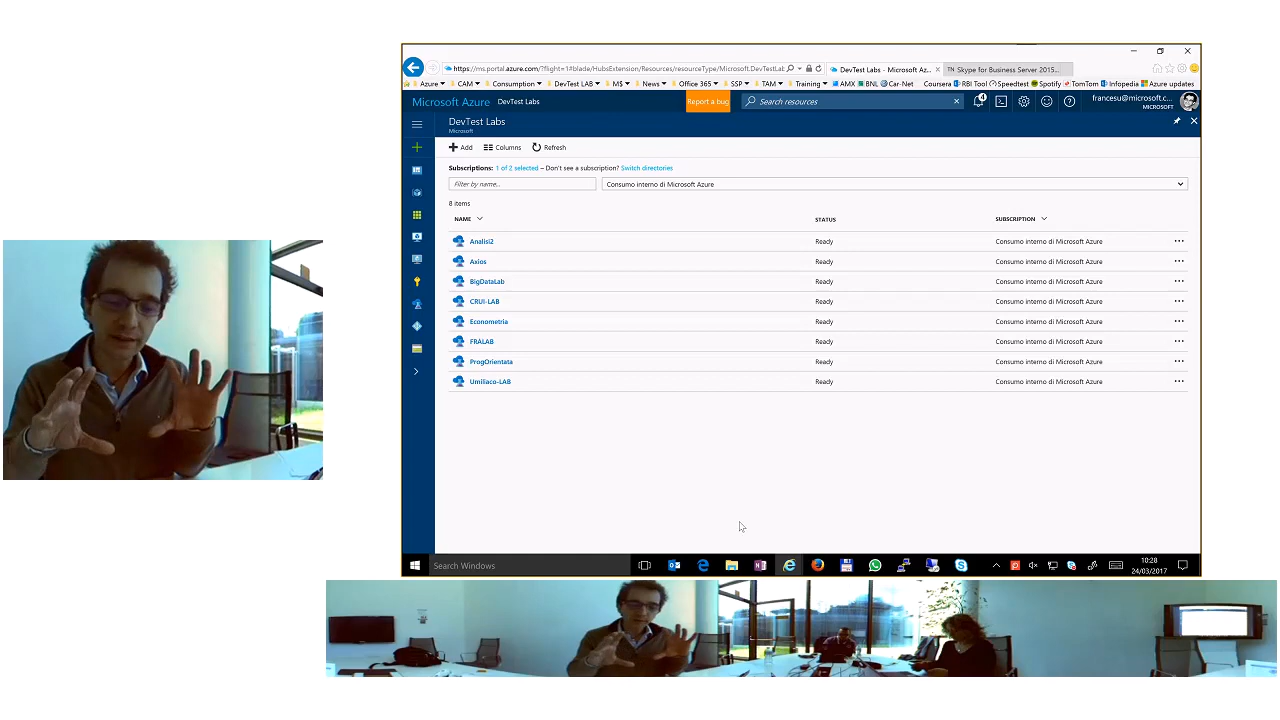 https://ms.portal.azure.com/?flight=1#blade/HubsExtension/Resources/resourceType/Microsoft.DevTestLab
DevTest Labs - Microsoft Az...
TN Skype for Business Server 2015...
Azure CAM Consumption DevTest LAB M$ News Office 365 SSP TAM Training AMX BNL Car-Net Coursera RBI Tool Speedtest Spotify TomTom Infopedia Azure updates
Microsoft Azure DevTest Labs
Report a bug
Search resources
4
francesu@microsoft.c...
MICROSOFT
DevTest Labs
Microsoft
Add Columns Refresh
Subscriptions: 1 of 2 selected – Don't see a subscription? Switch directories
Filter by name...
Consumo interno di Microsoft Azure
8 items
NAME STATUS SUBSCRIPTION
Analisi2 Ready Consumo interno di Microsoft Azure
Axios Ready Consumo interno di Microsoft Azure
BigDataLab Ready Consumo interno di Microsoft Azure
CRUI-LAB Ready Consumo interno di Microsoft Azure
Econometria Ready Consumo interno di Microsoft Azure
FRALAB Ready Consumo interno di Microsoft Azure
ProgOrientata Ready Consumo interno di Microsoft Azure
Umiliaco-LAB Ready Consumo interno di Microsoft Azure
Search Windows
10:28
24/03/2017